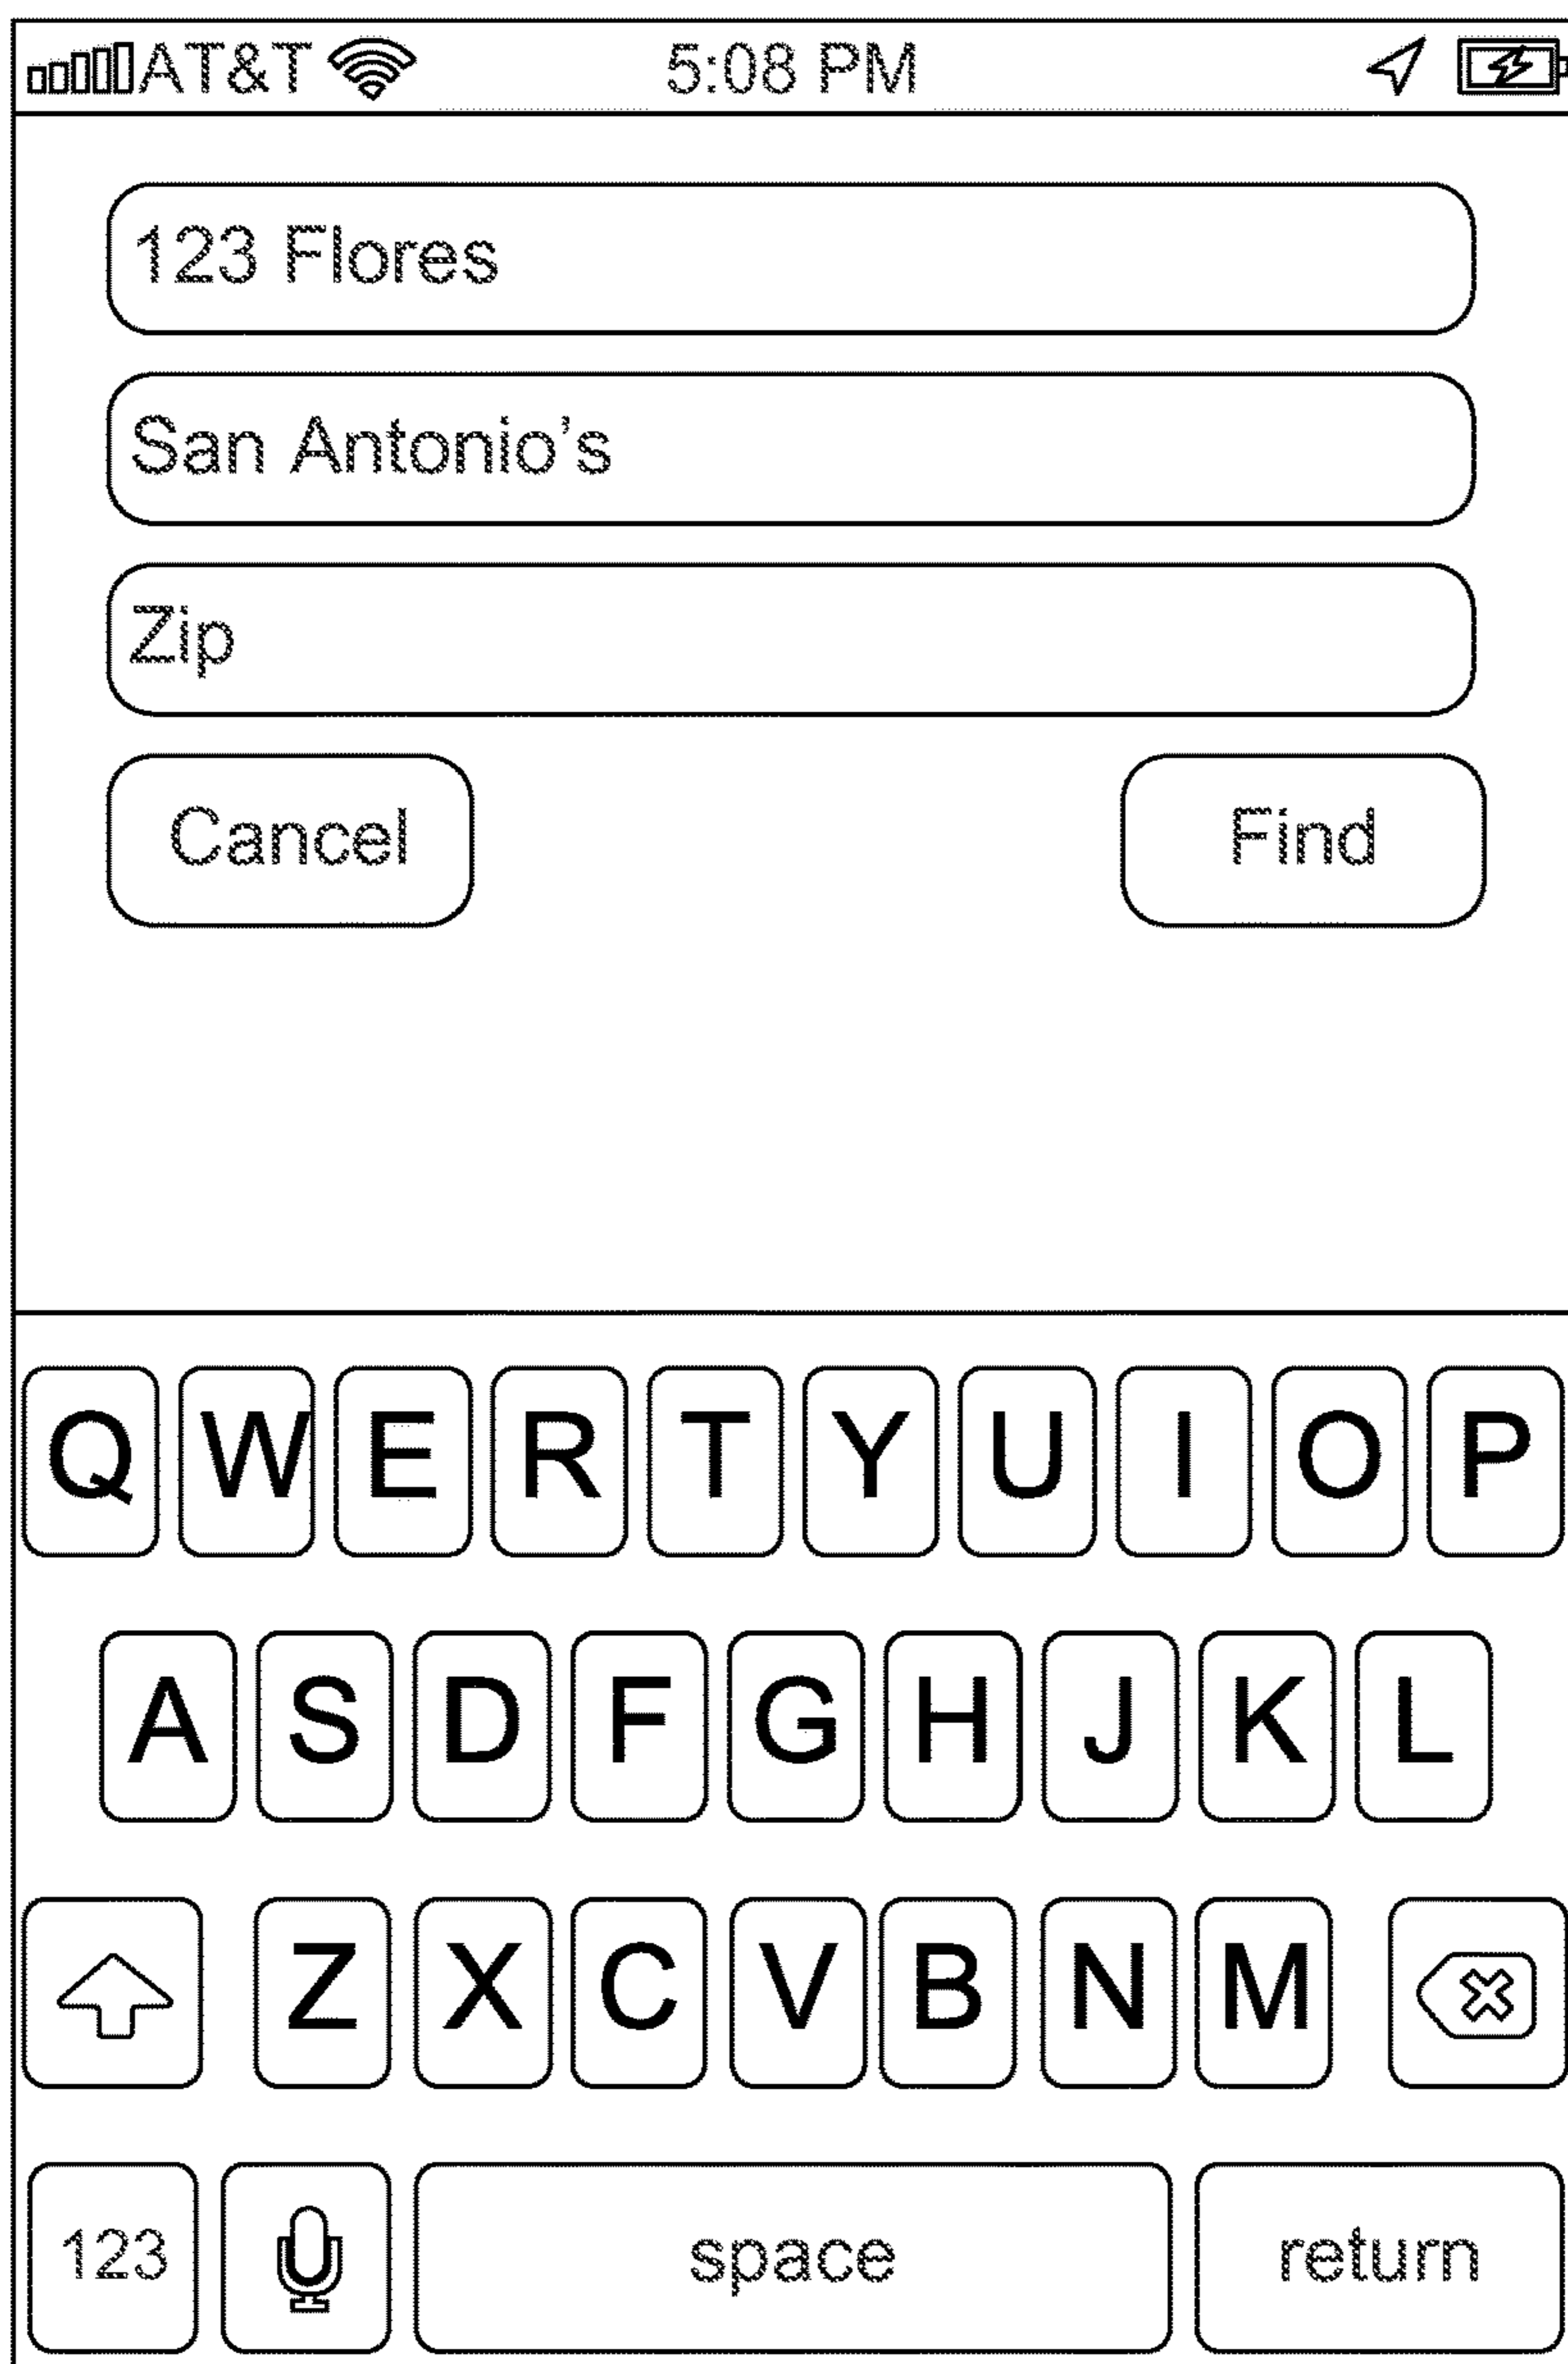 AT&T 5:08 PM
123 Flores
San Antonio’s
Zip
Cancel Find
Q W E R T Y U I O P
A S D F G H J K L
Z X C V B N M
123 space return